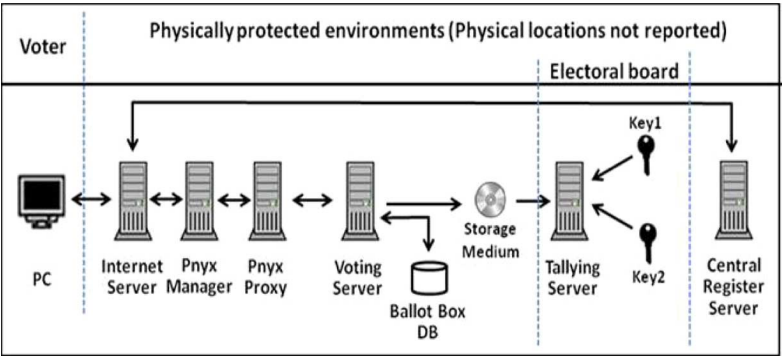 Physically protected environments (Physical locations not reported)
Voter
Electoral board
Key1
Storage
Medium
PC
Internet
Server
Pnyx
Manager
Pnyx
Proxy
Voting
Server
Ballot Box
DB
Tallying
Server
Key2
Central
Register
Server